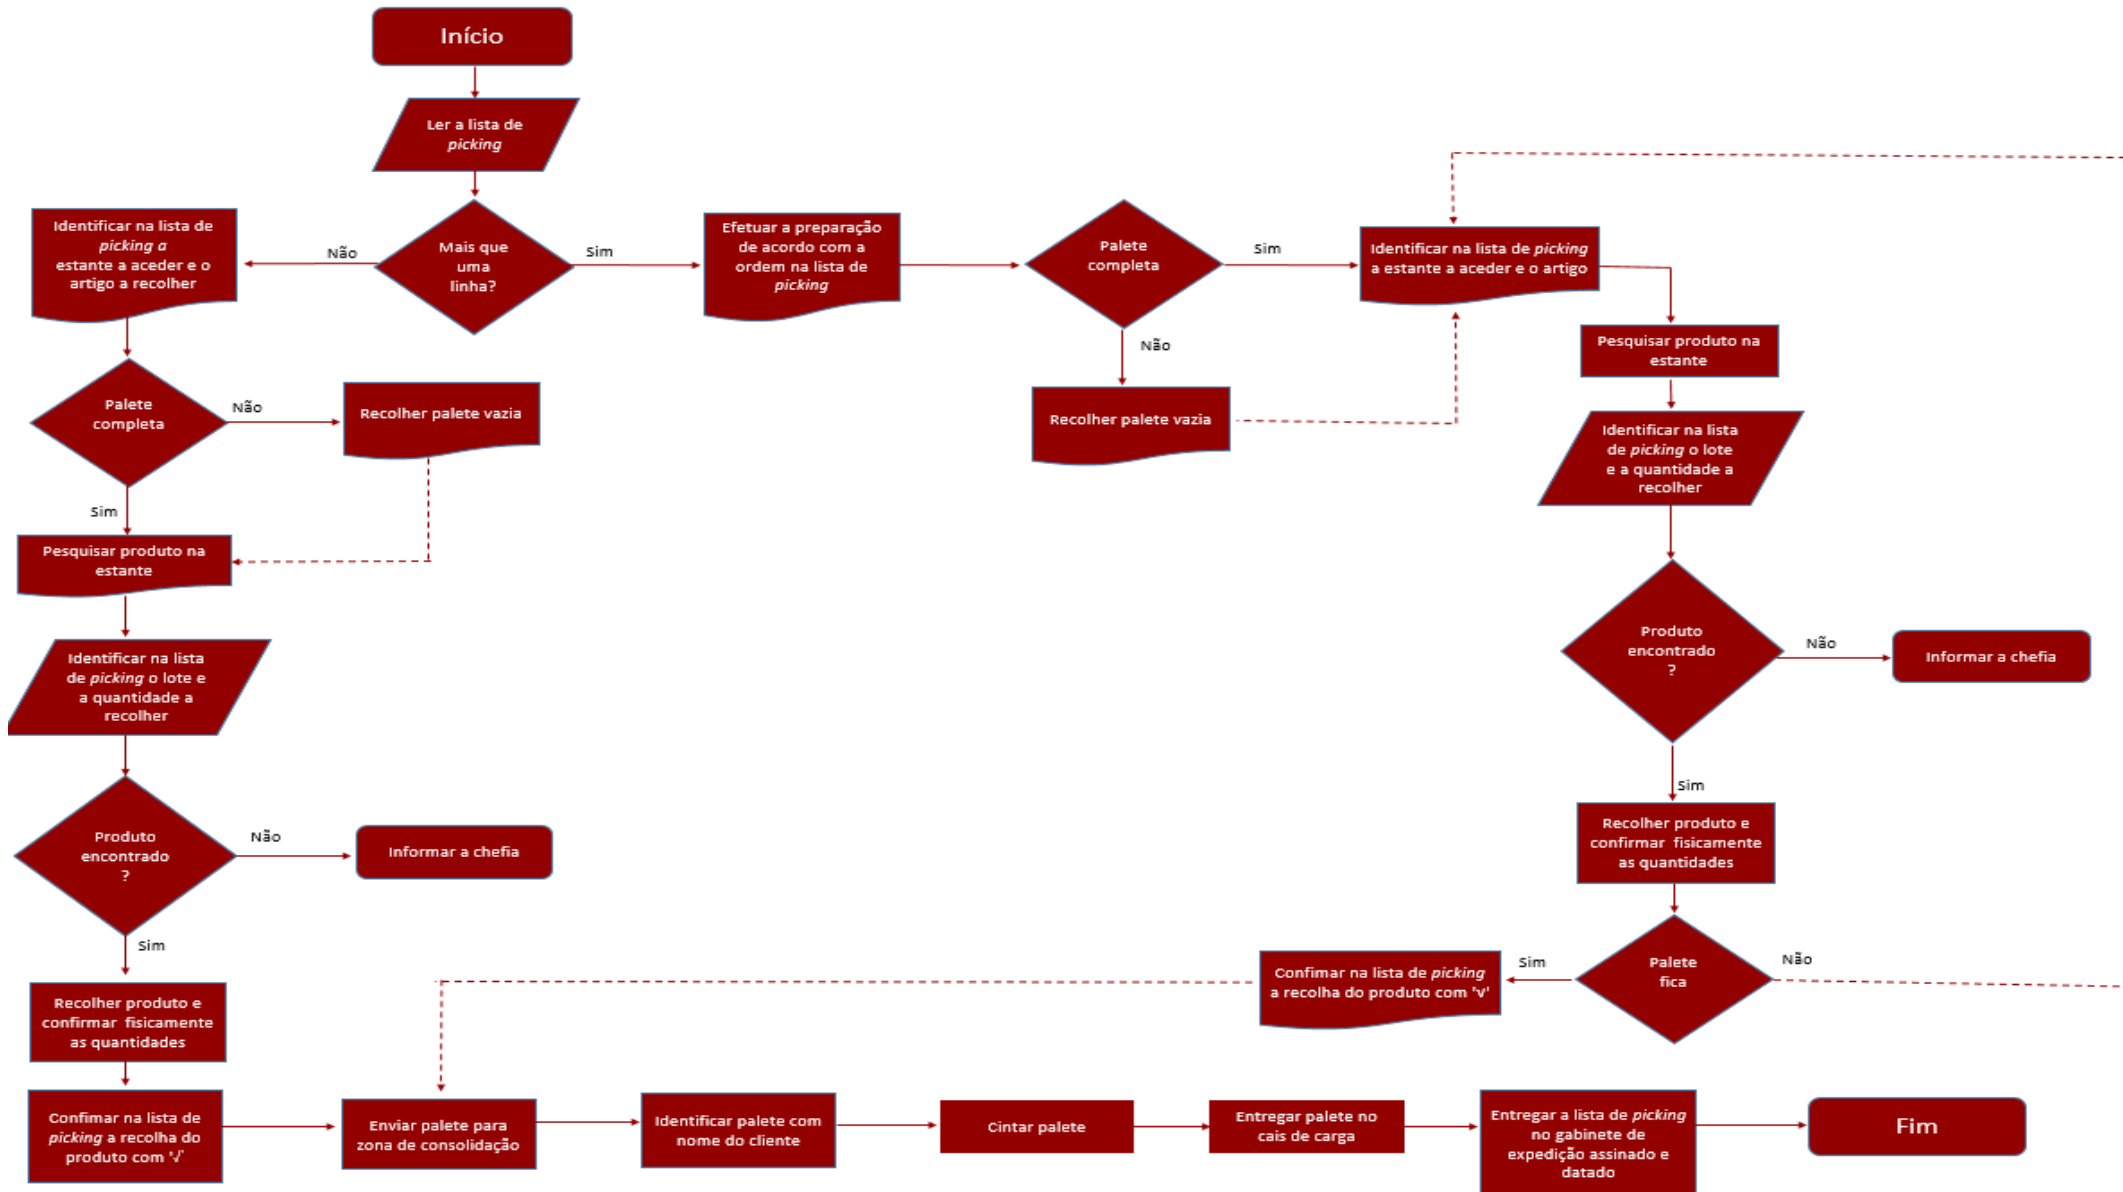 Início
Ler a lista de
picking
Mais que
uma
linha?
Não
Sim
Identificar na lista de
picking a
estante a aceder e o
artigo a recolher
Palete
completa
Não
Recolher palete vazia
Sim
Pesquisar produto na
estante
Identificar na lista
de picking o lote e
a quantidade a
recolher
Produto
encontrado
?
Não
Informar a chefia
Sim
Recolher produto e
confirmar fisicamente
as quantidades
Confimar na lista de
picking a recolha do
produto com '√'
Efetuar a preparação
de acordo com a
ordem na lista de
picking
Palete
completa
Sim
Não
Recolher palete vazia
Identificar na lista de picking
a estante a aceder e o artigo
Pesquisar produto na
estante
Identificar na lista
de picking o lote
e a quantidade a
recolher
Produto
encontrado
?
Não
Informar a chefia
Sim
Recolher produto e
confirmar fisicamente
as quantidades
Palete
fica
Não
Sim
Confimar na lista de picking
a recolha do produto com 'v'
Enviar palete para
zona de consolidação
Identificar palete com
nome do cliente
Cintar palete
Entregar palete no
cais de carga
Entregar a lista de picking
no gabinete de
expedição assinado e
datado
Fim